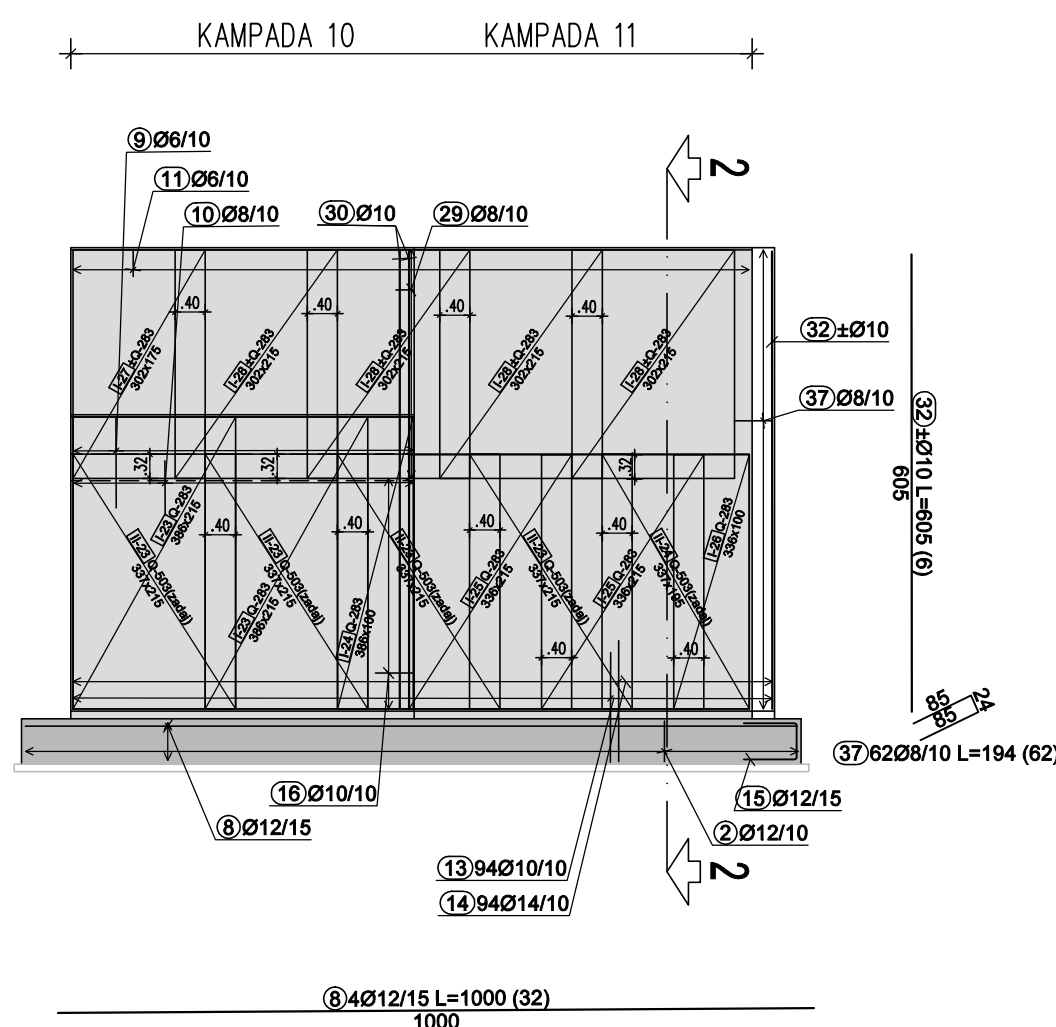 KAMPADA 10 KAMPADA 11
9 Ø6/10
11 Ø6/10
10 Ø8/10
30 Ø10
29 Ø8/10
2
.40 .40 .40 .40
I-27 ±Q-283
302x175
I-28 ±Q-283
302x215
I-28 ±Q-283
302x215
I-28 ±Q-283
302x215
I-28 ±Q-283
302x215
32 ±Ø10
37 Ø8/10
32 ±Ø10 L=605 (6)
605
.32 .32 .32
I-23 Q-283
386x215
.40 .40 .40 .40
II-23 Q-503(zadaj)
337x215
II-23 Q-503(zadaj)
337x215
II-23 Q-503(zadaj)
337x215
I-25 Q-283
336x215
II-23 Q-503(zadaj)
337x215
I-25 Q-283
336x215
II-24 Q-503(zadaj)
337x195
I-26 Q-283
336x100
I-23 Q-283
386x215
I-24 Q-283
386x100
.40 .40
85
85
24
37 62Ø8/10 L=194 (62)
16 Ø10/10
15 Ø12/15
8 Ø12/15
2 Ø12/10
13 94Ø10/10
14 94Ø14/10
2
8 4Ø12/15 L=1000 (32)
1000